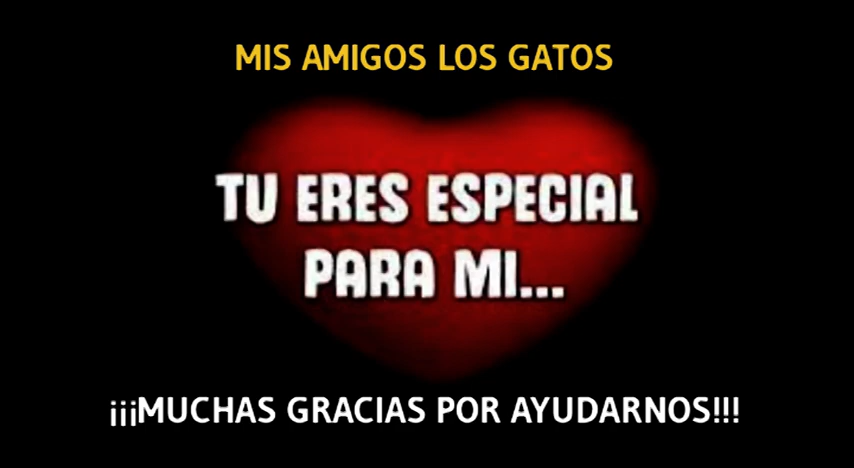 MIS AMIGOS LOS GATOS
TU ERES ESPECIAL
PARA MI...
¡¡¡MUCHAS GRACIAS POR AYUDARNOS!!!